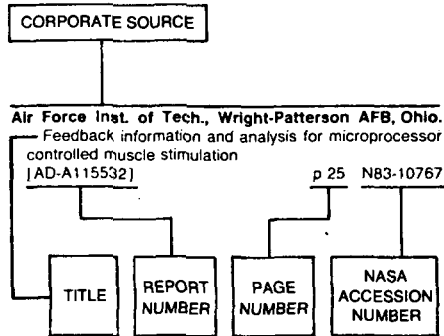 CORPORATE SOURCE
Air Force Inst. of Tech., Wright-Patterson AFB, Ohio.
Feedback information and analysis for microprocessor
controlled muscle stimulation
[AD-A115532] p 25 N83-10767
TITLE
REPORT
NUMBER
PAGE
NUMBER
NASA
ACCESSION
NUMBER